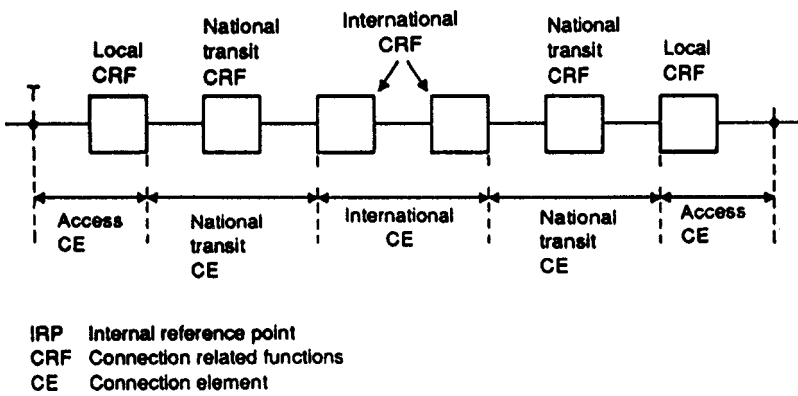 Local
CRF
National
transit
CRF
International
CRF
National
transit
CRF
Local
CRF
T
Access
CE
National
transit
CE
International
CE
National
transit
CE
Access
CE
IRP Internal reference point
CRF Connection related functions
CE Connection element